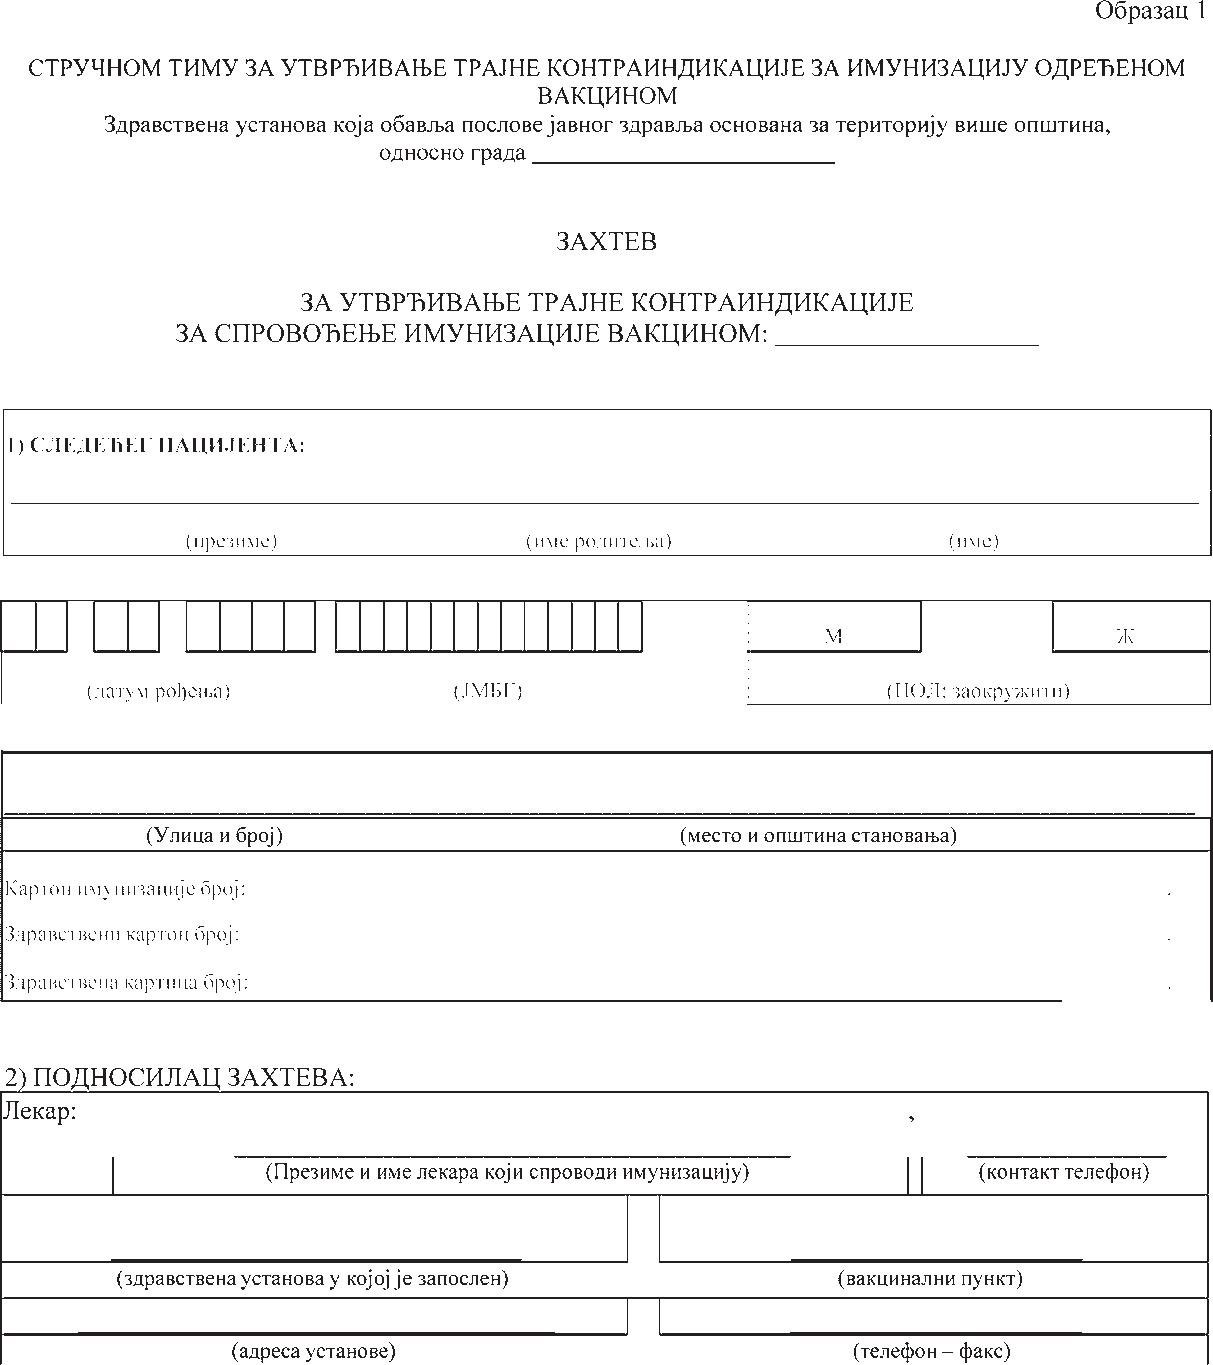 Образац 1
СТРУЧНОМ ТИМУ ЗА УТВРЂИВАЊЕ ТРАЈНЕ КОНТРАИНДИКАЦИЈЕ ЗА ИМУНИЗАЦИЈУ ОДРЕЂЕНОМ
ВАКЦИНОМ
Здравствена установа која обавља послове јавног здравља основана за територију више општина,
односно града
ЗАХТЕВ
ЗА УТВРЂИВАЊЕ ТРАЈНЕ КОНТРАИНДИКАЦИЈЕ
ЗА СПРОВОЂЕЊЕ ИМУНИЗАЦИЈЕ ВАКЦИНОМ:
1) СЛЕДЕЋЕГ ПАЦИЈЕНТА:
(презиме) (име родитеља) (име)
М Ж
(датум рођења) (ЈМБГ) (ПОЛ: заокружити)
(Улица и број) (место и општина становања)
Картон имунизације број: .
Здравствени картон број: .
Здравствена картица број: .
2) ПОДНОСИЛАЦ ЗАХТЕВА:
Лекар: ,
(Презиме и име лекара који спроводи имунизацију) (контакт телефон)
(здравствена установа у којој је запослен) (вакцинални пункт)
(адреса установе) (телефон – факс)